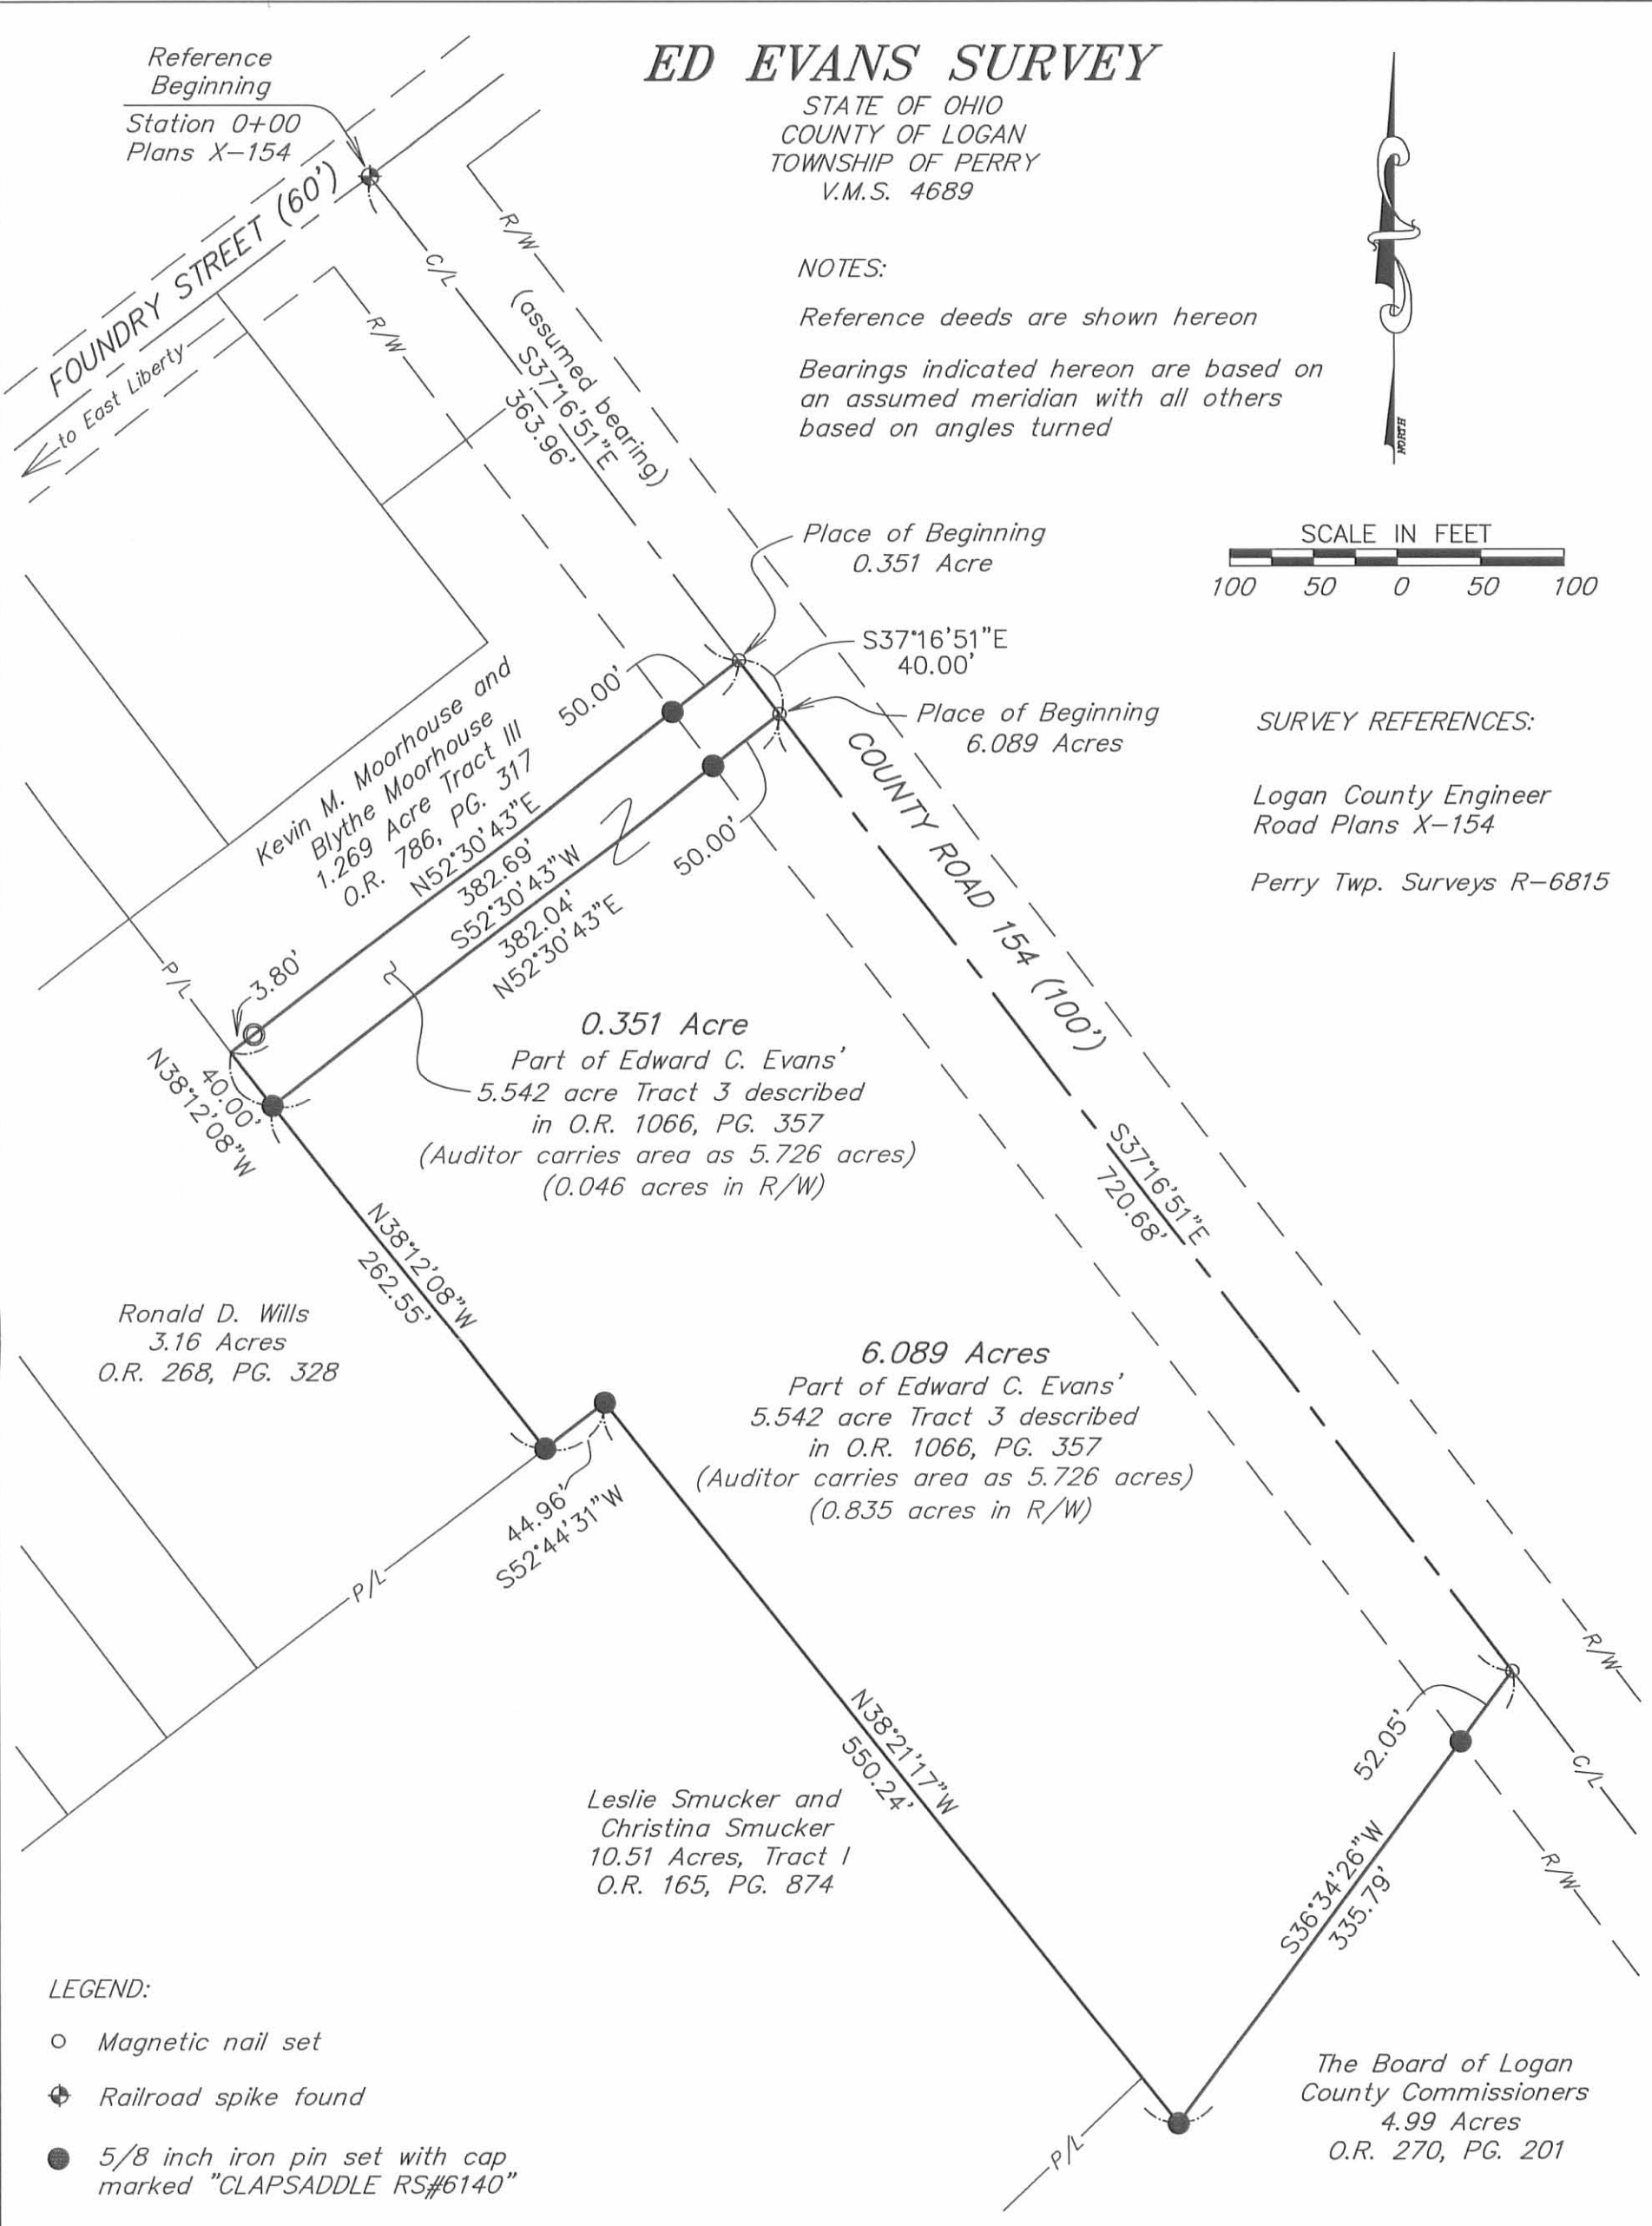 ED EVANS SURVEY
STATE OF OHIO
COUNTY OF LOGAN
TOWNSHIP OF PERRY
V.M.S. 4689
Reference
Beginning
Station 0+00
Plans X-154
FOUNDRY STREET (60')
to East Liberty
R/W
C/L
R/W
(assumed bearing)
S37°16'51"E
363.96'
NOTES:
Reference deeds are shown hereon
Bearings indicated hereon are based on
an assumed meridian with all others
based on angles turned
NORTH
SCALE IN FEET
100 50 0 50 100
Place of Beginning
0.351 Acre
S37°16'51"E
40.00'
Place of Beginning
6.089 Acres
SURVEY REFERENCES:
Logan County Engineer
Road Plans X-154
Perry Twp. Surveys R-6815
50.00'
50.00'
Kevin M. Moorhouse and
Blythe Moorhouse
1.269 Acre Tract III
O.R. 786, PG. 317
N52°30'43"E
382.69'
S52°30'43"W
382.04'
N52°30'43"E
COUNTY ROAD 154 (100')
P/L
3.80'
40.00'
N38°12'08"W
0.351 Acre
Part of Edward C. Evans'
5.542 acre Tract 3 described
in O.R. 1066, PG. 357
(Auditor carries area as 5.726 acres)
(0.046 acres in R/W)
S37°16'51"E
720.68'
N38°12'08"W
262.55'
Ronald D. Wills
3.16 Acres
O.R. 268, PG. 328
6.089 Acres
Part of Edward C. Evans'
5.542 acre Tract 3 described
in O.R. 1066, PG. 357
(Auditor carries area as 5.726 acres)
(0.835 acres in R/W)
44.96'
S52°44'31"W
P/L
R/W
N38°21'17"W
550.24'
52.05'
C/L
R/W
Leslie Smucker and
Christina Smucker
10.51 Acres, Tract I
O.R. 165, PG. 874
S36°34'26"W
335.79'
LEGEND:
Magnetic nail set
Railroad spike found
5/8 inch iron pin set with cap
marked "CLAPSADDLE RS#6140"
P/L
The Board of Logan
County Commissioners
4.99 Acres
O.R. 270, PG. 201